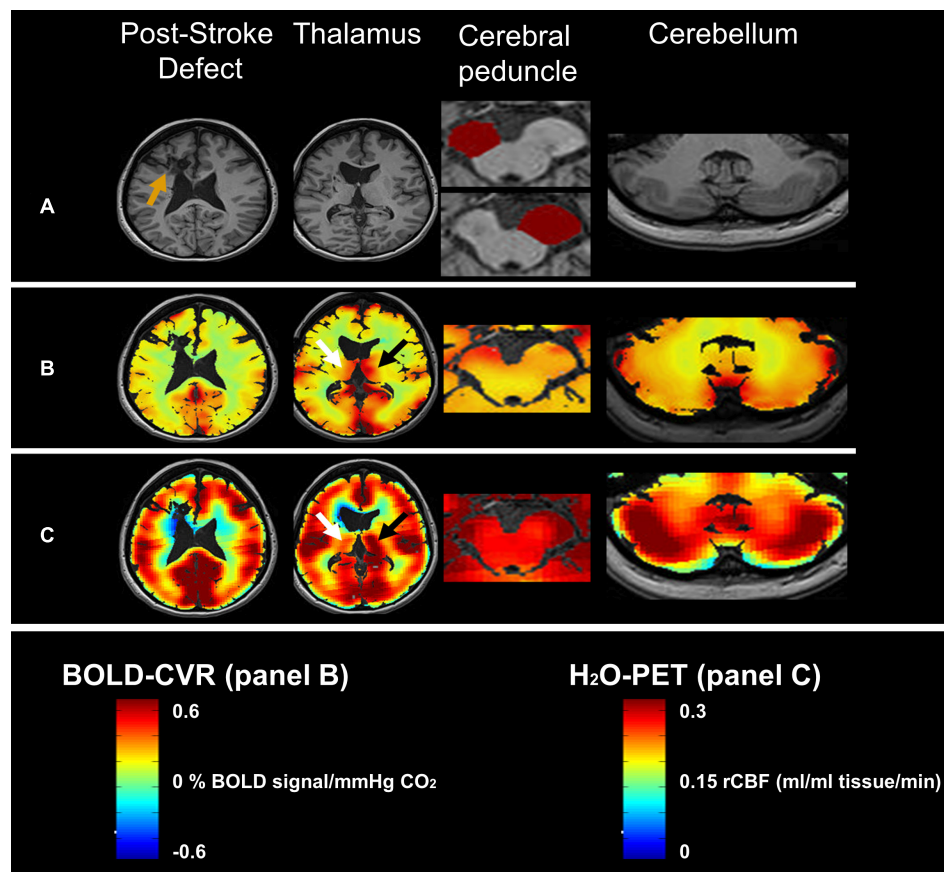 Post-Stroke
Defect
Thalamus
Cerebral
peduncle
Cerebellum
A
B
C
BOLD-CVR (panel B)
0.6
0 % BOLD signal/mmHg CO₂
-0.6
H₂O-PET (panel C)
0.3
0.15 rCBF (ml/ml tissue/min)
0